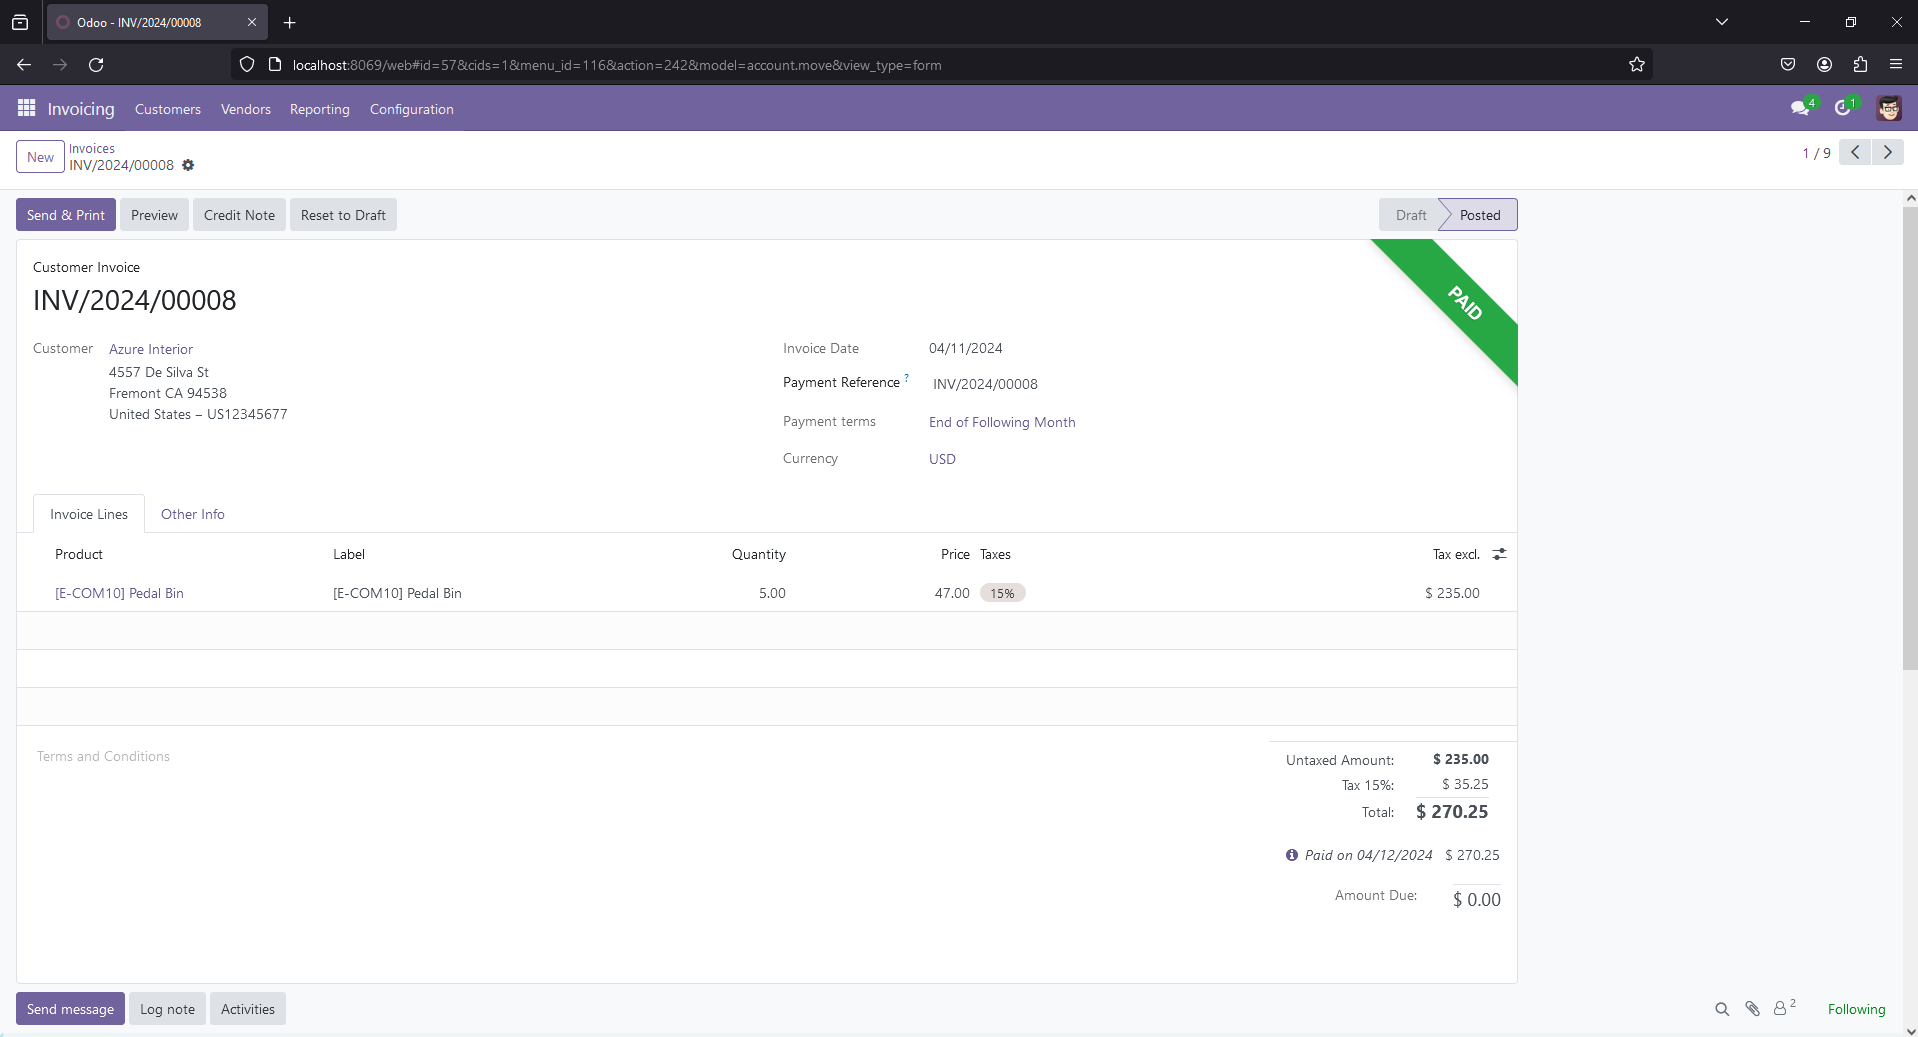 Odoo - INV/2024/00008
localhost:8069/web#id=57&cids=1&menu_id=116&action=242&model=account.move&view_type=form
Invoicing Customers Vendors Reporting Configuration 4 1
New Invoices
INV/2024/00008
1 / 9
Send & Print Preview Credit Note Reset to Draft Draft Posted
PAID
Customer Invoice
INV/2024/00008
Customer Azure Interior
4557 De Silva St
Fremont CA 94538
United States – US12345677
Invoice Date 04/11/2024
Payment Reference ? INV/2024/00008
Payment terms End of Following Month
Currency USD
Invoice Lines Other Info
Product Label Quantity Price Taxes Tax excl.
[E-COM10] Pedal Bin [E-COM10] Pedal Bin 5.00 47.00 15% $ 235.00
Terms and Conditions
Untaxed Amount: $ 235.00
Tax 15%: $ 35.25
Total: $ 270.25
Paid on 04/12/2024 $ 270.25
Amount Due: $ 0.00
Send message Log note Activities 2 Following